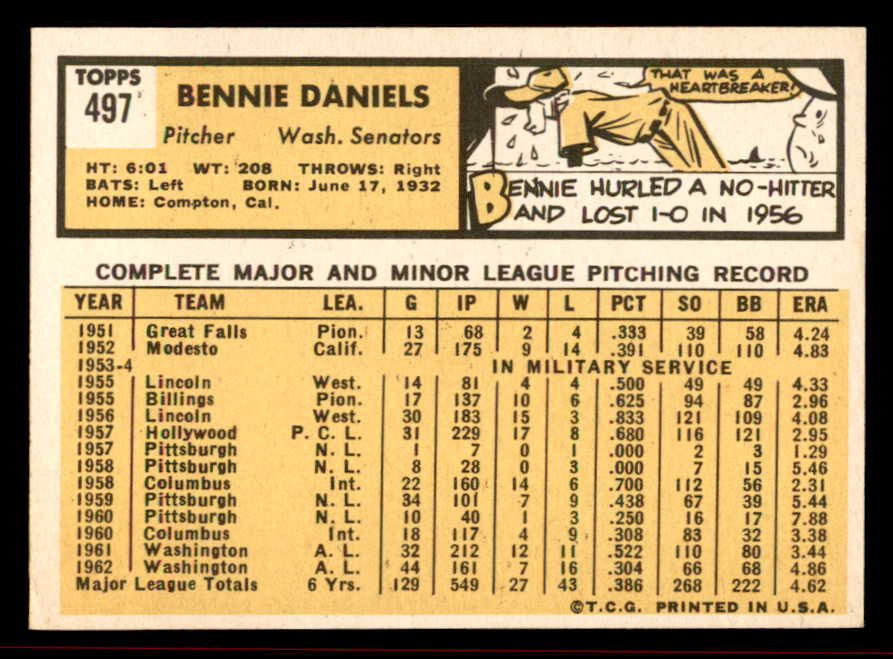 TOPPS
497
BENNIE DANIELS
Pitcher Wash. Senators
HT: 6:01 WT: 208 THROWS: Right
BATS: Left BORN: June 17, 1932
HOME: Compton, Cal.
THAT WAS A
HEARTBREAKER!
BENNIE HURLED A NO-HITTER
AND LOST 1-0 IN 1956
COMPLETE MAJOR AND MINOR LEAGUE PITCHING RECORD
YEAR TEAM LEA. G IP W L PCT SO BB ERA
1951 Great Falls Pion. 13 68 2 4 .333 39 58 4.24
1952 Modesto Calif. 27 175 9 14 .391 110 110 4.83
1953-4 IN MILITARY SERVICE
1955 Lincoln West. 14 81 4 4 .500 49 49 4.33
1955 Billings Pion. 17 137 10 6 .625 94 87 2.96
1956 Lincoln West. 30 183 15 3 .833 121 109 4.08
1957 Hollywood P. C. L. 31 229 17 8 .680 116 121 2.95
1957 Pittsburgh N. L. 1 7 0 1 .000 2 3 1.29
1958 Pittsburgh N. L. 8 28 0 3 .000 7 15 5.46
1958 Columbus Int. 22 160 14 6 .700 112 56 2.31
1959 Pittsburgh N. L. 34 101 7 9 .438 67 39 5.44
1960 Pittsburgh N. L. 10 40 1 3 .250 16 17 7.88
1960 Columbus Int. 18 117 4 9 .308 83 32 3.38
1961 Washington A. L. 32 212 12 11 .522 110 80 3.44
1962 Washington A. L. 44 161 7 16 .304 66 68 4.86
Major League Totals 6 Yrs. 129 549 27 43 .386 268 222 4.62
©T.C.G. PRINTED IN U.S.A.